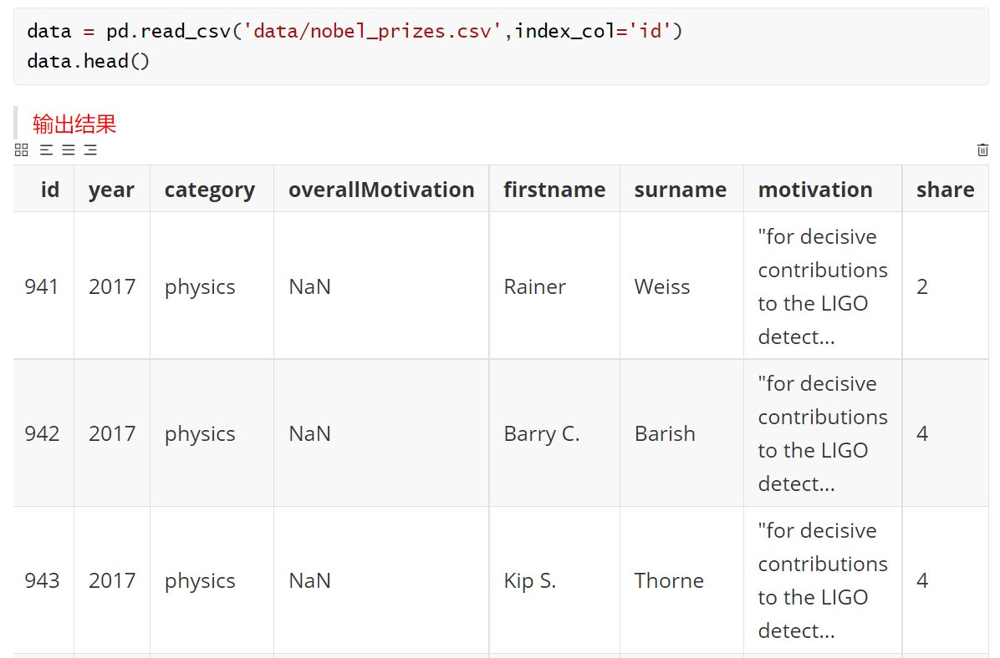 data = pd.read_csv('data/nobel_prizes.csv',index_col='id')
data.head()
输出结果
id year category overallMotivation firstname surname motivation share
941 2017 physics NaN Rainer Weiss "for decisive contributions to the LIGO detect... 2
942 2017 physics NaN Barry C. Barish "for decisive contributions to the LIGO detect... 4
943 2017 physics NaN Kip S. Thorne "for decisive contributions to the LIGO detect... 4